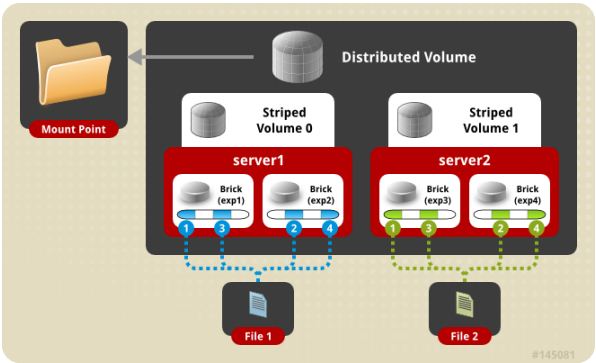 Distributed Volume
Mount Point
Striped
Volume 0
Striped
Volume 1
server1
server2
Brick
(exp1)
Brick
(exp2)
Brick
(exp3)
Brick
(exp4)
1
3
2
4
1
3
2
4
File 1
File 2
#145081